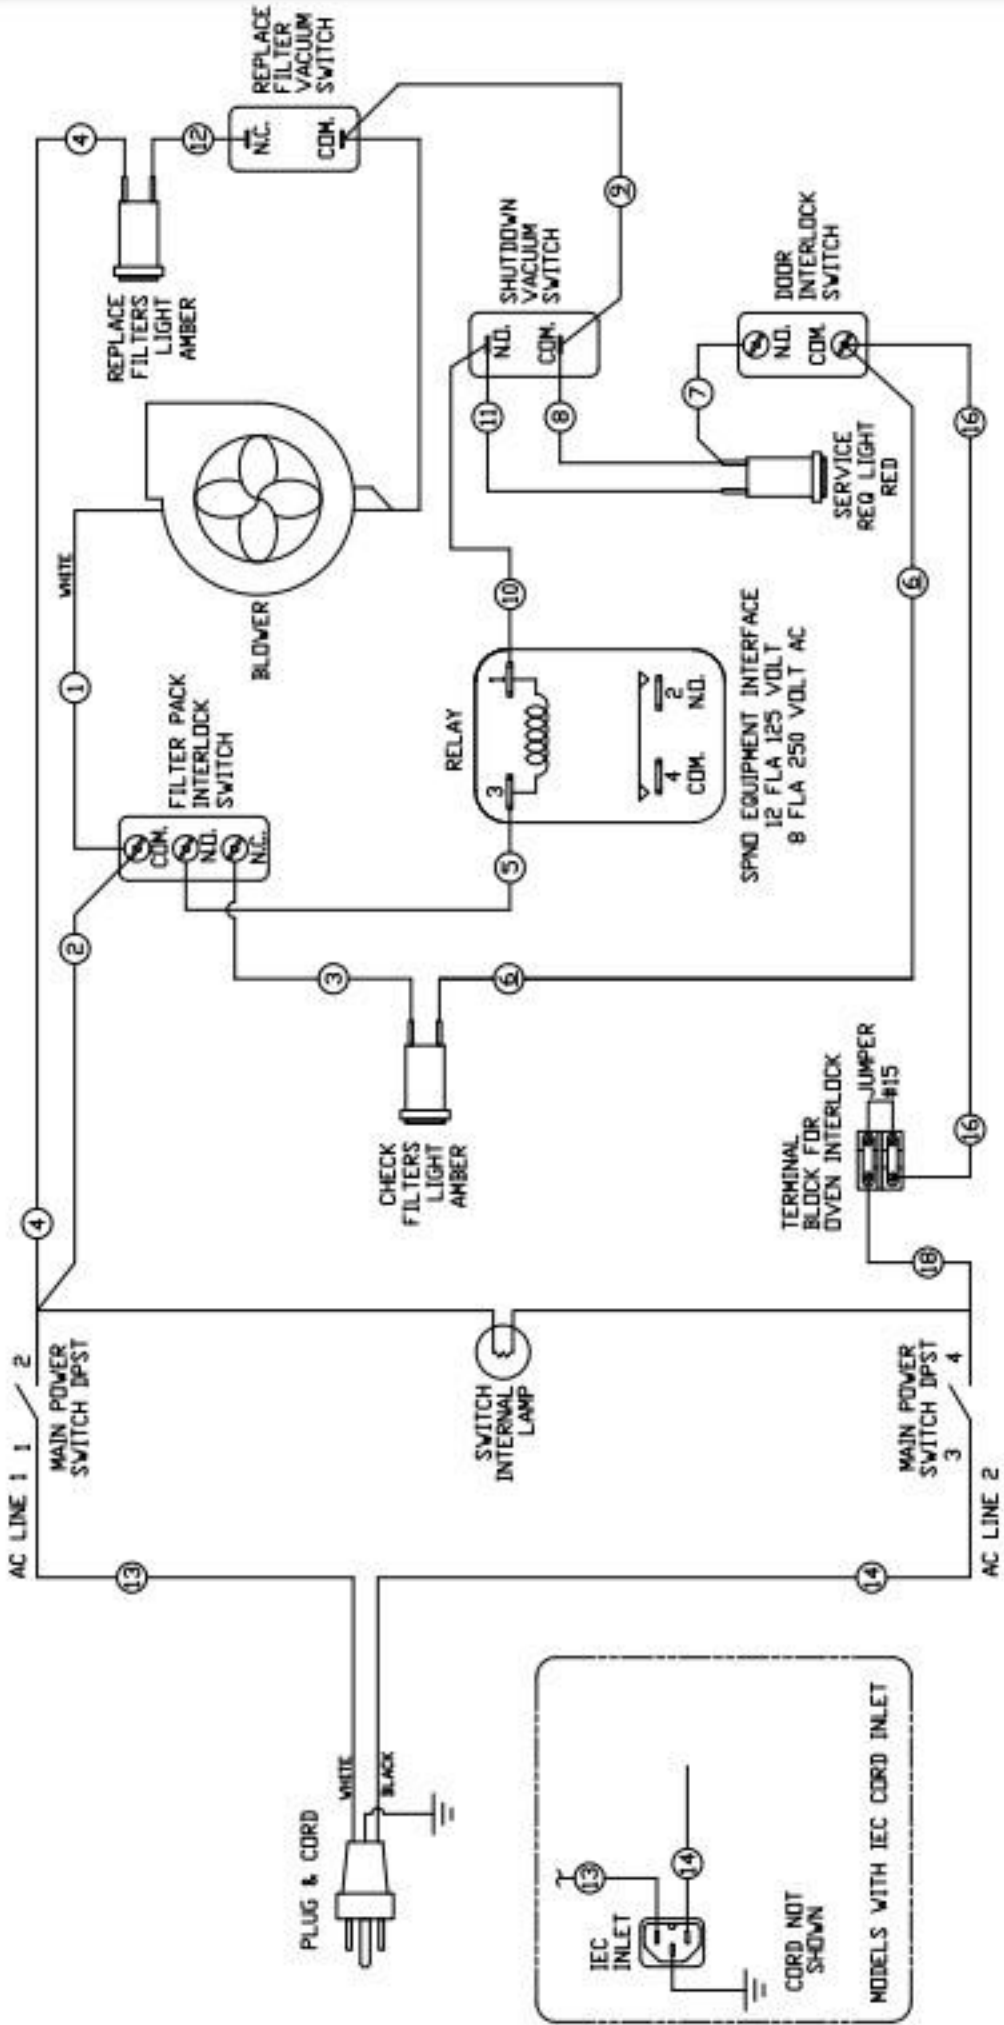 AC LINE 1
1
2
MAIN POWER
SWITCH DPST
13
4
2
1
WHITE
4
REPLACE
FILTERS
LIGHT
AMBER
12
REPLACE
FILTER
VACUUM
SWITCH
N.C.
COM.
BLOWER
FILTER PACK
INTERLOCK
SWITCH
COM.
N.O.
N.C.
3
CHECK
FILTERS
LIGHT
AMBER
6
5
RELAY
3
1
4
COM.
2
N.O.
SPNO EQUIPMENT INTERFACE
12 FLA 125 VOLT
8 FLA 250 VOLT AC
10
11
8
SHUTDOWN
VACUUM
SWITCH
N.O.
COM.
9
7
SERVICE
REQ LIGHT
RED
DOOR
INTERLOCK
SWITCH
N.O.
COM.
6
16
16
TERMINAL
BLOCK FOR
OVEN INTERLOCK
JUMPER
#15
18
SWITCH
INTERNAL
LAMP
MAIN POWER
SWITCH DPST
3
4
AC LINE 2
14
PLUG & CORD
WHITE
BLACK
IEC
INLET
13
14
CORD NOT
SHOWN
MODELS WITH IEC CORD INLET